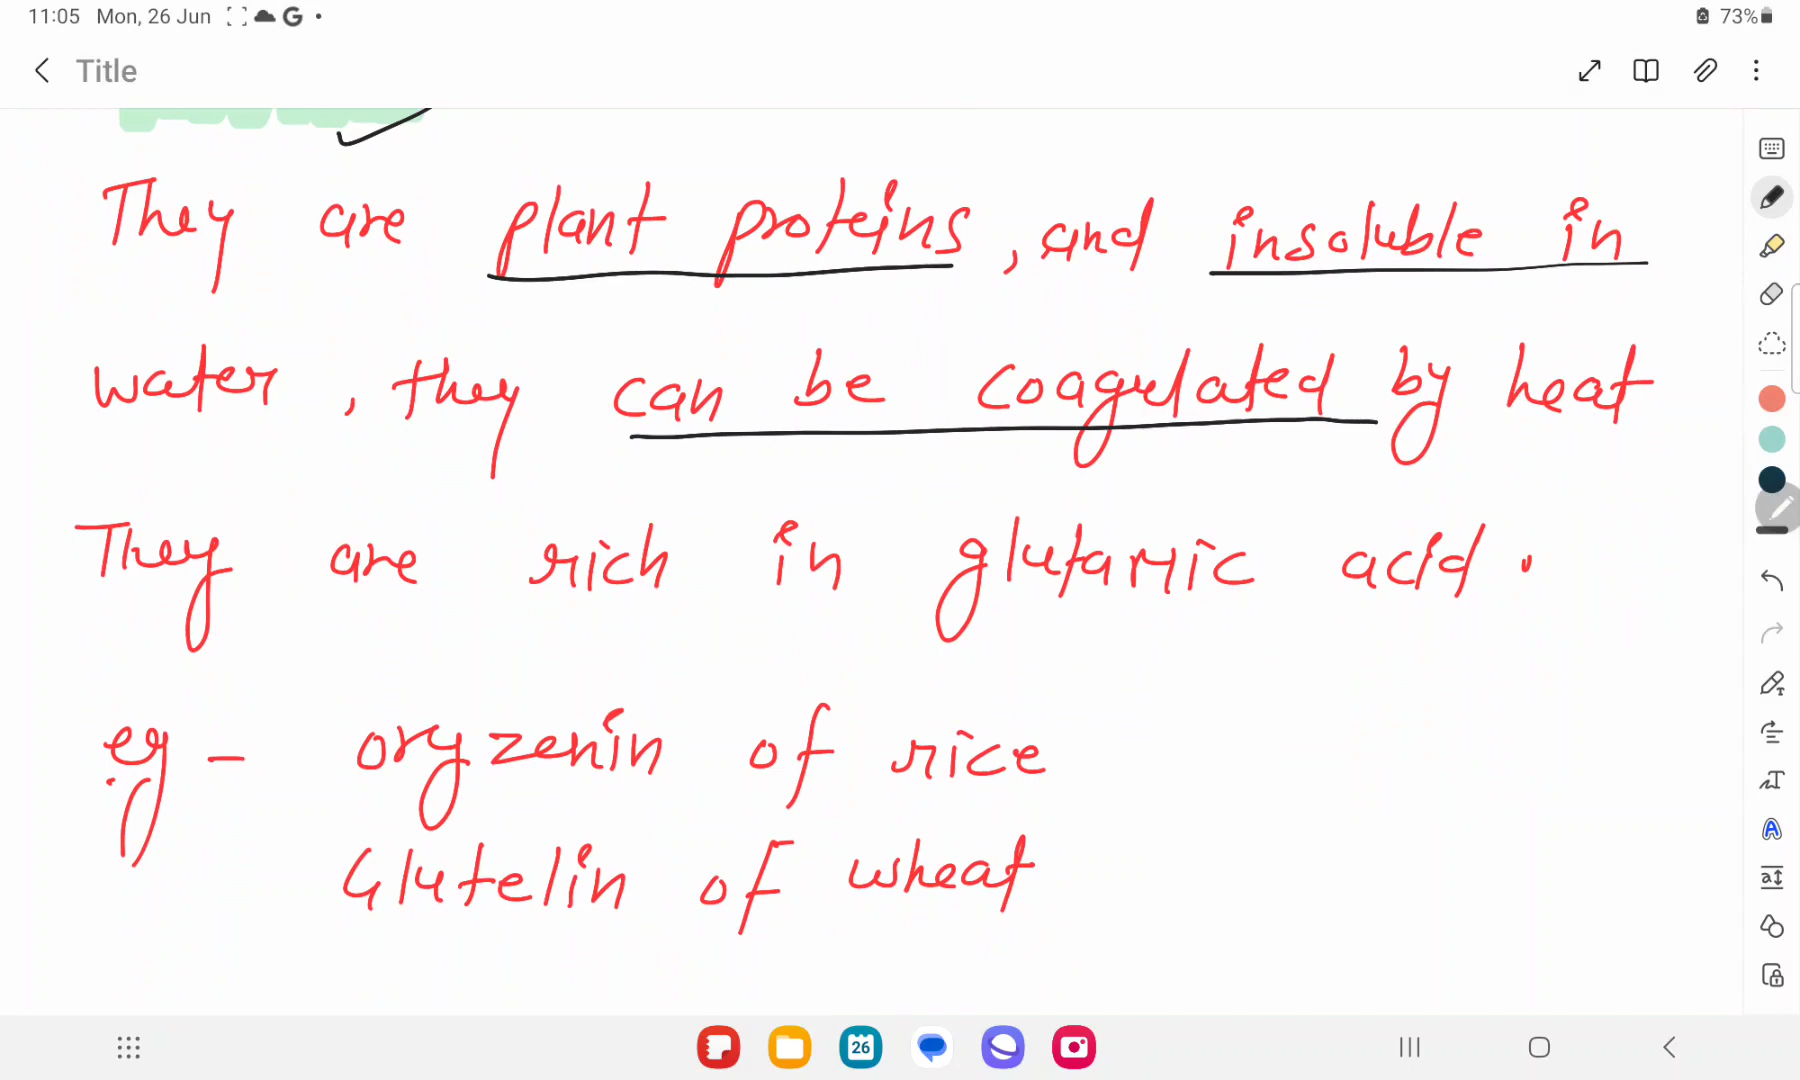 11:05 Mon, 26 Jun G • 73%
Title
They are plant proteins, and insoluble in
water, they can be coagulated by heat
They are rich in glutamic acid.
eg - oryzenin of rice
Glutelin of wheat
26